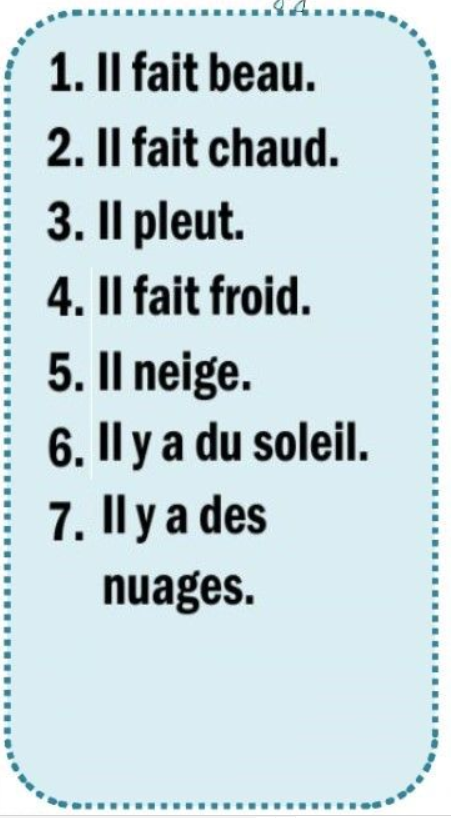 1. Il fait beau.
2. Il fait chaud.
3. Il pleut.
4. Il fait froid.
5. Il neige.
6. Il y a du soleil.
7. Il y a des
nuages.